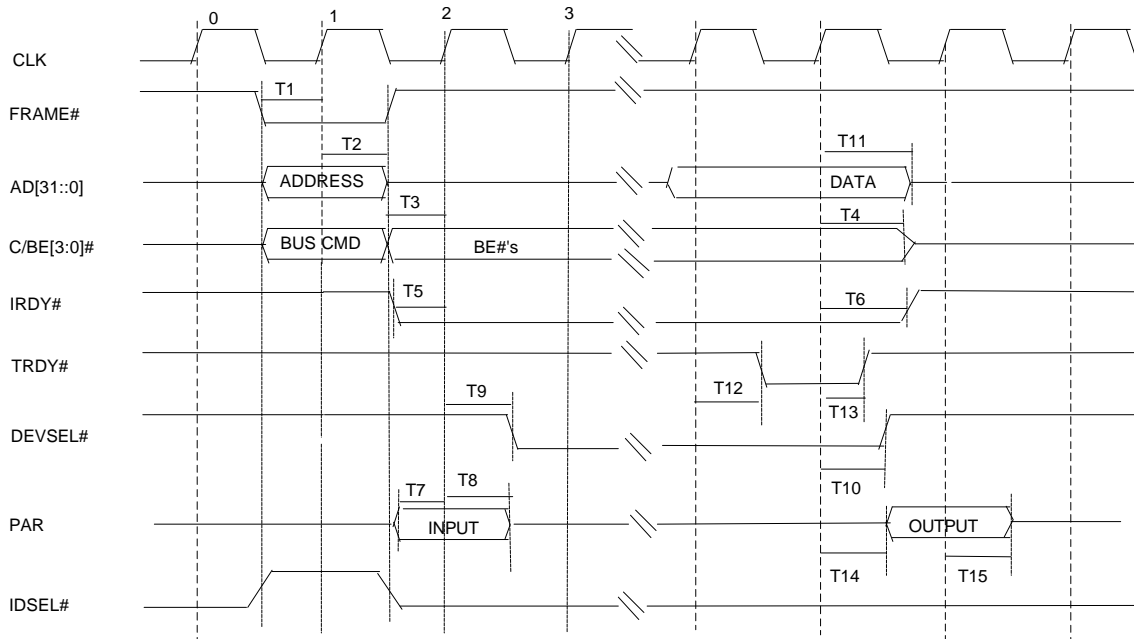 0 1 2 3
CLK
T1
FRAME#
T2 T11
AD[31::0] ADDRESS DATA
T3 T4
C/BE[3:0]# BUS CMD BE#'s
IRDY# T5 T6
TRDY#
T9 T12 T13
DEVSEL#
T7 T8 T10
PAR INPUT OUTPUT
T14 T15
IDSEL#